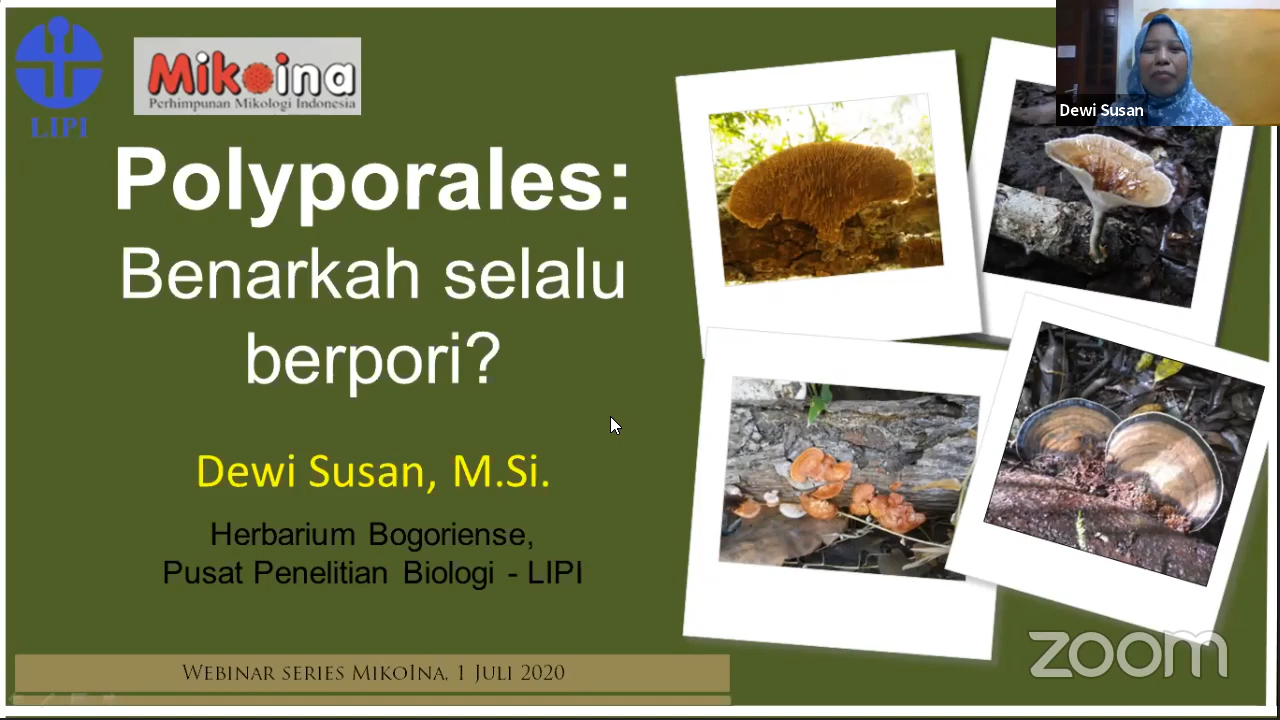 LIPI
Mikoina
Perhimpunan Mikologi Indonesia
Dewi Susan
Polyporales:
Benarkah selalu
berpori?
Dewi Susan, M.Si.
Herbarium Bogoriense,
Pusat Penelitian Biologi - LIPI
Webinar series MikoIna, 1 Juli 2020
zoom